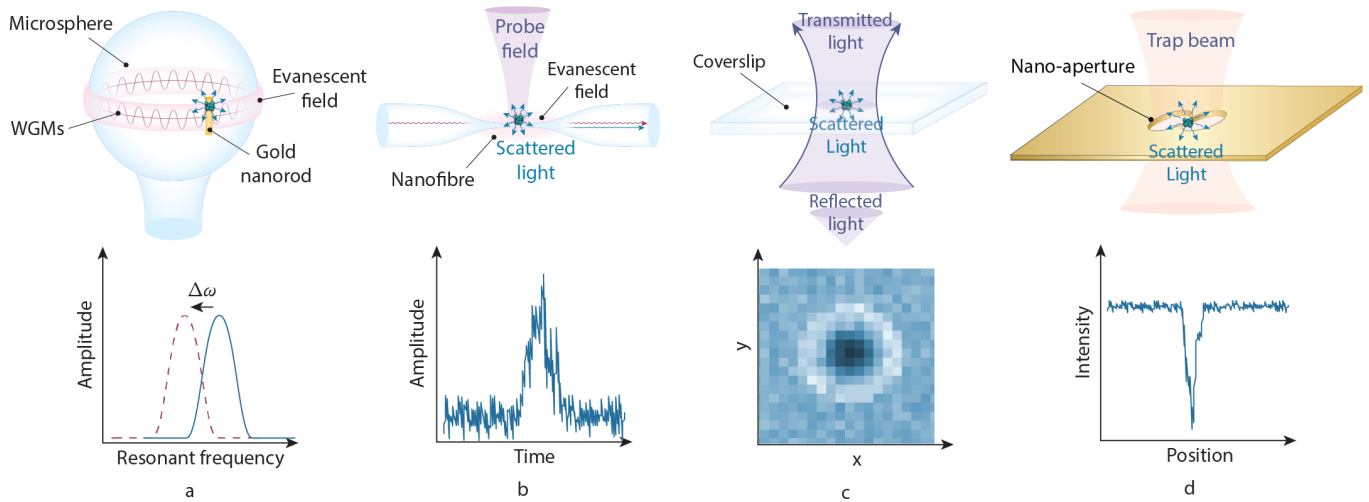 Microsphere
WGMs
Evanescent
field
Gold
nanorod
Probe
field
Evanescent
field
Nanofibre
Scattered
light
Transmitted
light
Coverslip
Scattered
Light
Reflected
light
Trap beam
Nano-aperture
Scattered
Light
Amplitude
Δω
Resonant frequency
a
Amplitude
Time
b
y
x
c
Intensity
Position
d